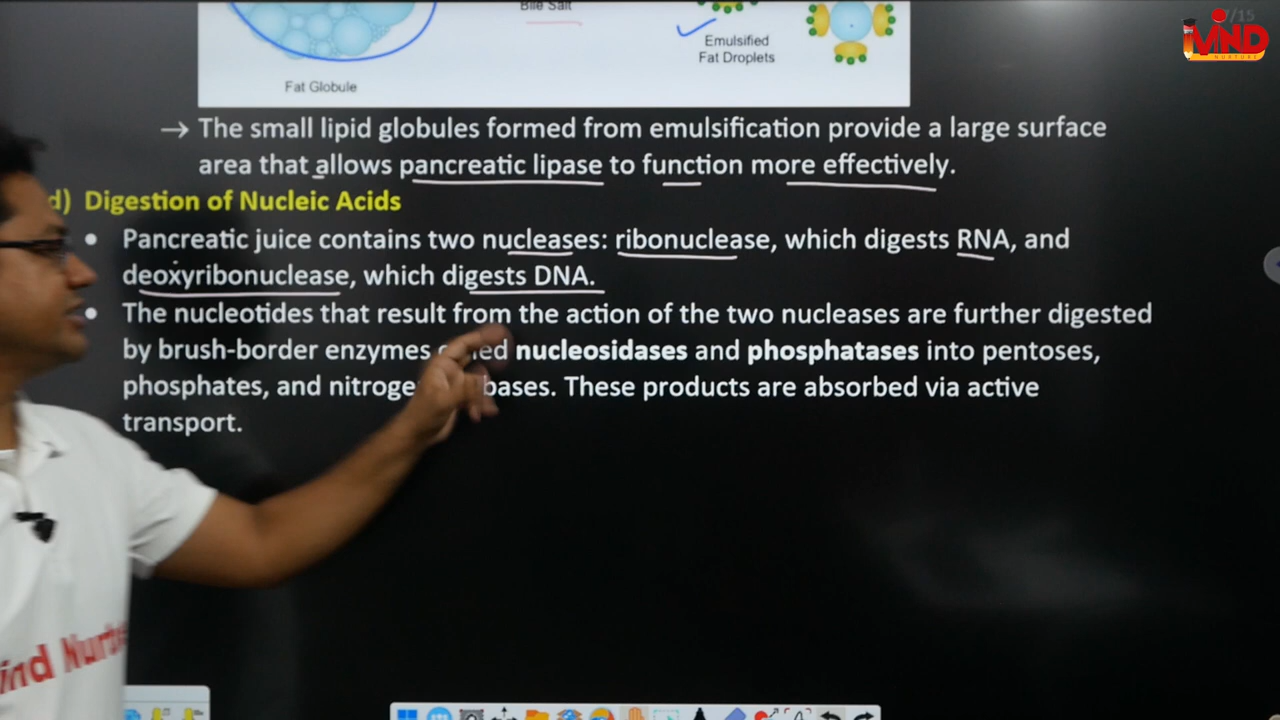 7/15
MIND
NURTURE
Bile Salt
Emulsified
Fat Droplets
Fat Globule
→ The small lipid globules formed from emulsification provide a large surface
area that allows pancreatic lipase to function more effectively.
d) Digestion of Nucleic Acids
• Pancreatic juice contains two nucleases: ribonuclease, which digests RNA, and
deoxyribonuclease, which digests DNA.
• The nucleotides that result from the action of the two nucleases are further digested
by brush-border enzymes nucleosidases and phosphatases into pentoses,
phosphates, and bases. These products are absorbed via active
transport.